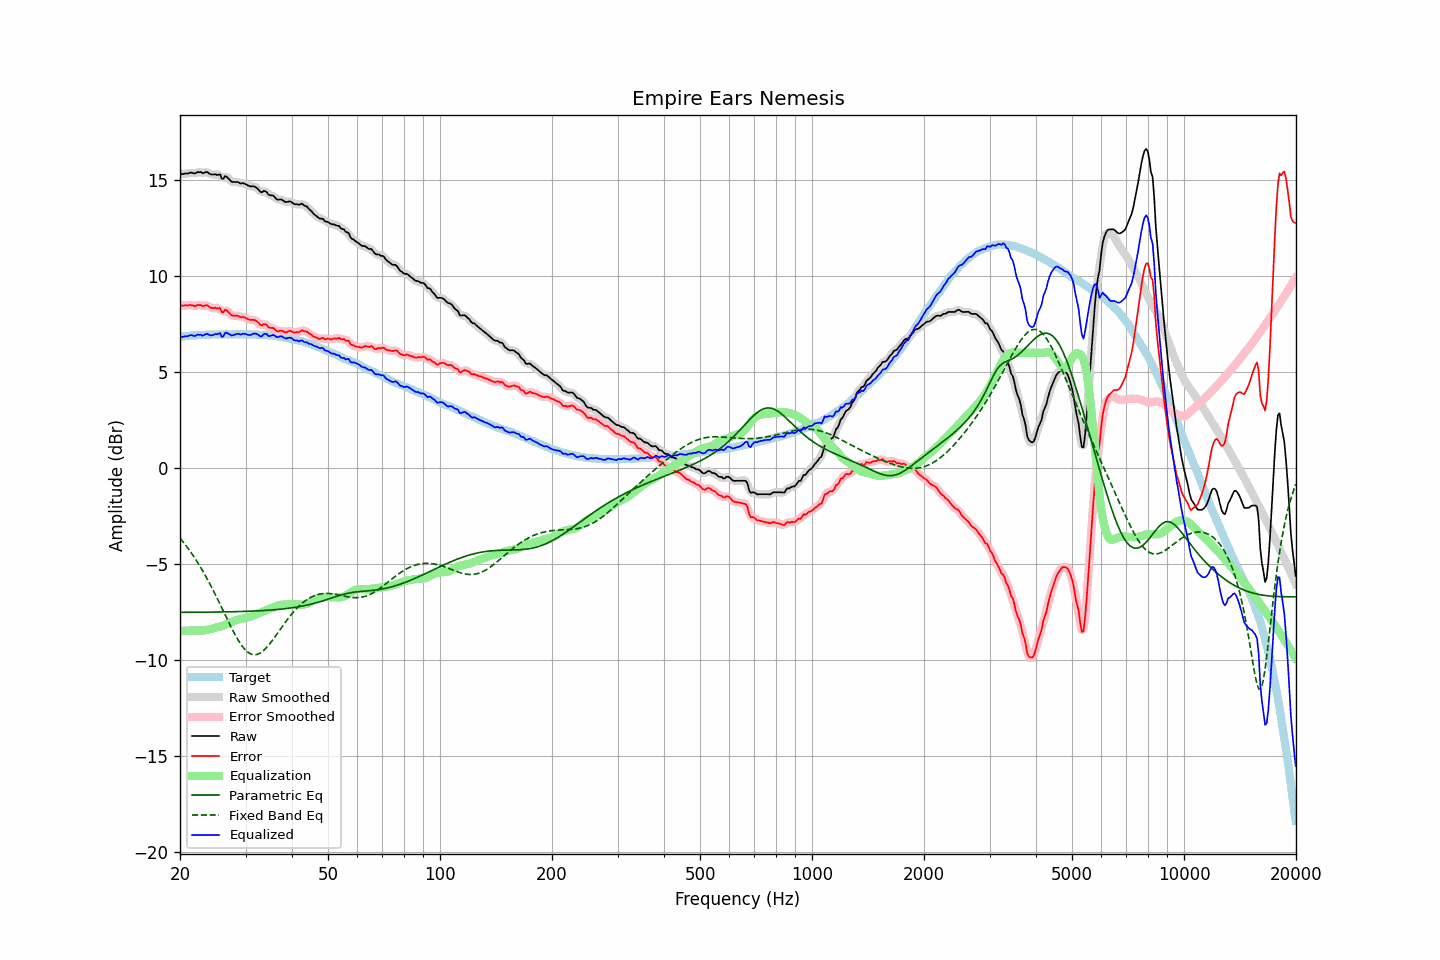 Empire Ears Nemesis
Amplitude (dBr)
15
10
5
0
−5
−10
−15
−20
Target
Raw Smoothed
Error Smoothed
Raw
Error
Equalization
Parametric Eq
Fixed Band Eq
Equalized
20 50 100 200 500 1000 2000 5000 10000 20000
Frequency (Hz)